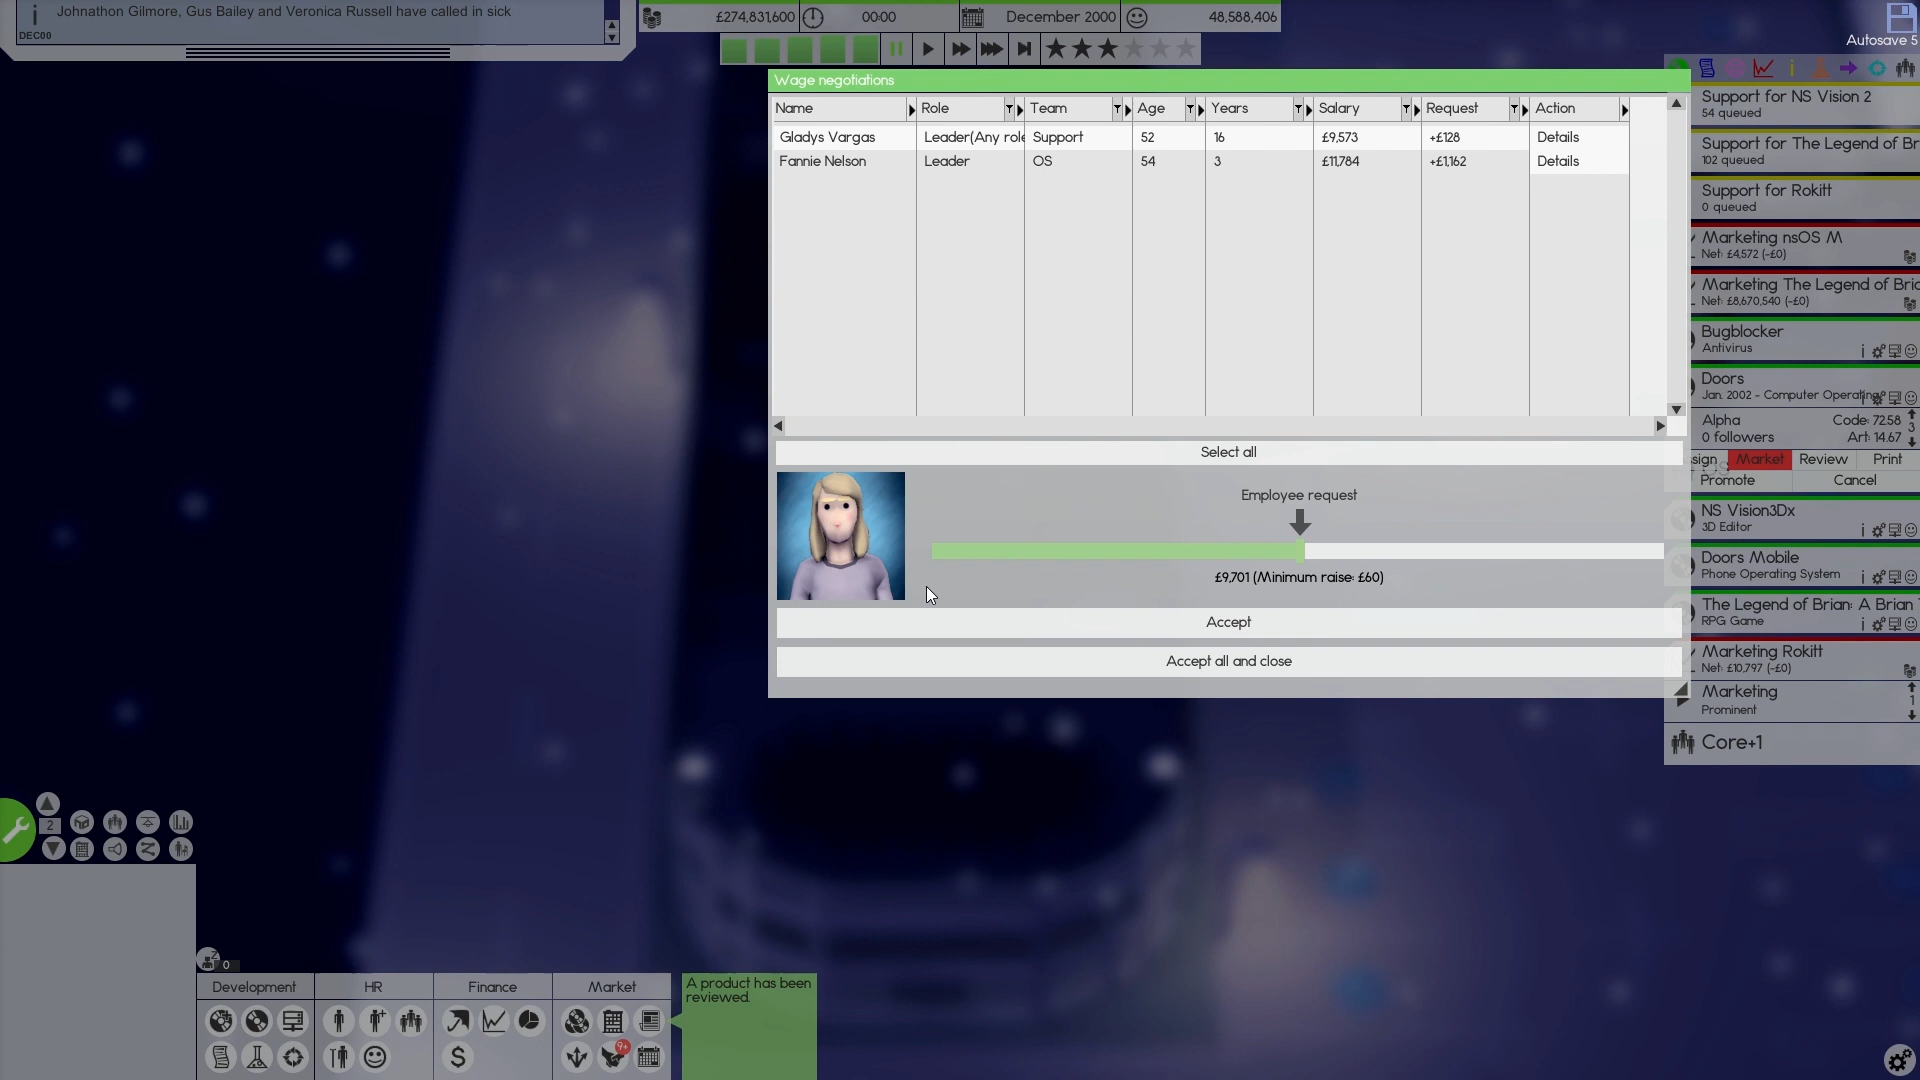 Johnathon Gilmore, Gus Bailey and Veronica Russell have called in sick
DEC00
£274,831,600
00:00
December 2000
48,588,406
Autosave 5
Wage negotiations
Name Role Team Age Years Salary Request Action
Gladys Vargas Leader(Any role Support 52 16 £9,573 +£128 Details
Fannie Nelson Leader OS 54 3 £11,784 +£1,162 Details
Select all
Employee request
£9,701 (Minimum raise: £60)
Accept
Accept all and close
Support for NS Vision 2
54 queued
Support for The Legend of Br
102 queued
Support for Rokitt
0 queued
Marketing nsOS M
Net: £4,572 (-£0)
Marketing The Legend of Bria
Net: £8,670,540 (-£0)
Bugblocker
Antivirus
Doors
Jan. 2002 - Computer Operating
Alpha Code: 72.58
3
0 followers Art: 14.67
sign Market Review Print
Promote Cancel
NS Vision3Dx
3D Editor
Doors Mobile
Phone Operating System
The Legend of Brian: A Brian T
RPG Game
Marketing Rokitt
Net: £10,797 (-£0)
Marketing
1
Prominent
Core+1
2
0
Development HR Finance Market
9+
A product has been
reviewed.